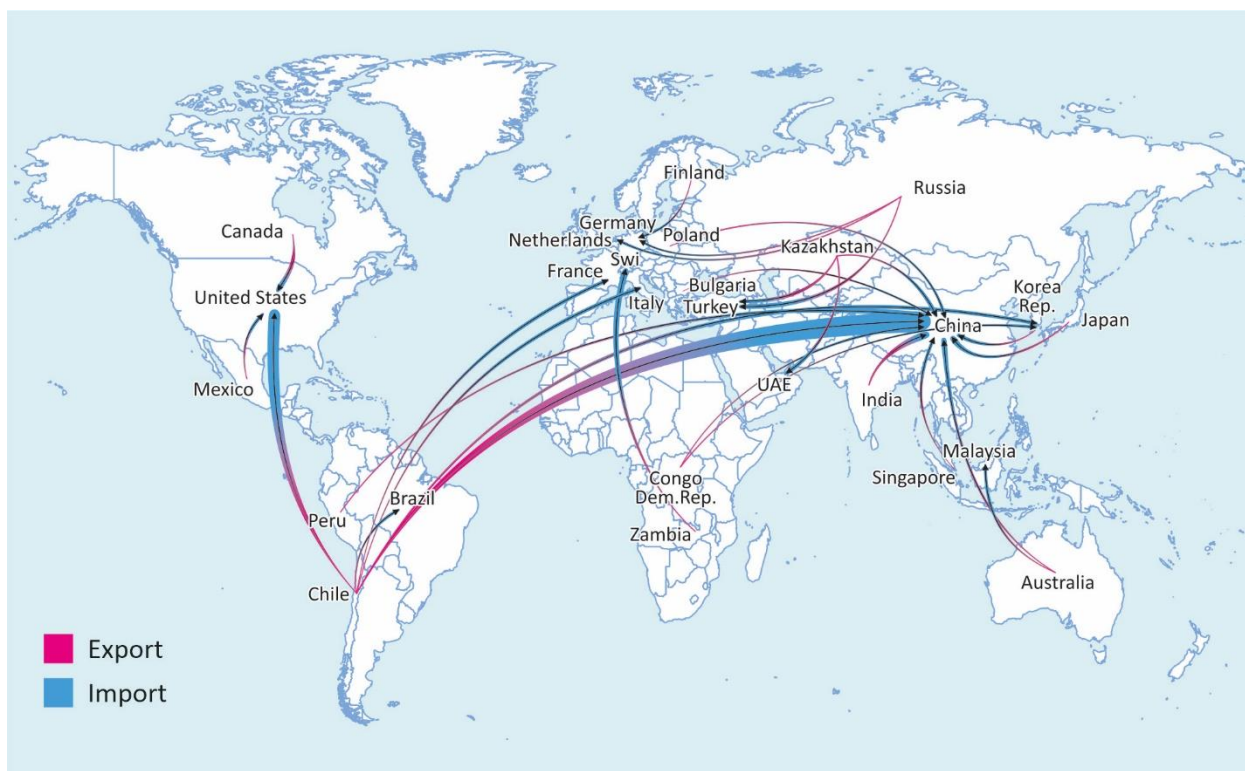 Finland
Russia
Germany
Canada
Netherlands
Poland
Kazakhstan
Swi
France
Bulgaria
Korea
Rep.
United States
Italy
Turkey
China
Japan
Mexico
UAE
India
Malaysia
Singapore
Congo
Dem.Rep.
Brazil
Peru
Zambia
Chile
Australia
Export
Import